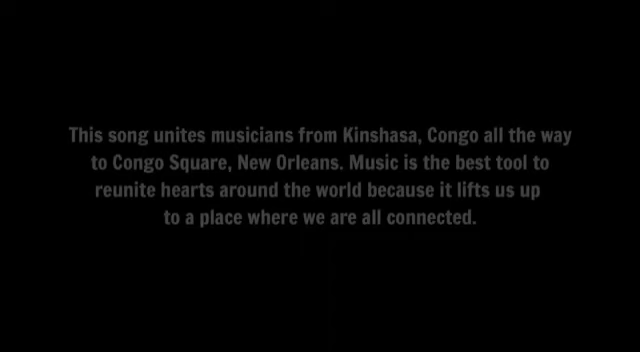 This song unites musicians from Kinshasa, Congo all the way
to Congo Square, New Orleans. Music is the best tool to
reunite hearts around the world because it lifts us up
to a place where we are all connected.